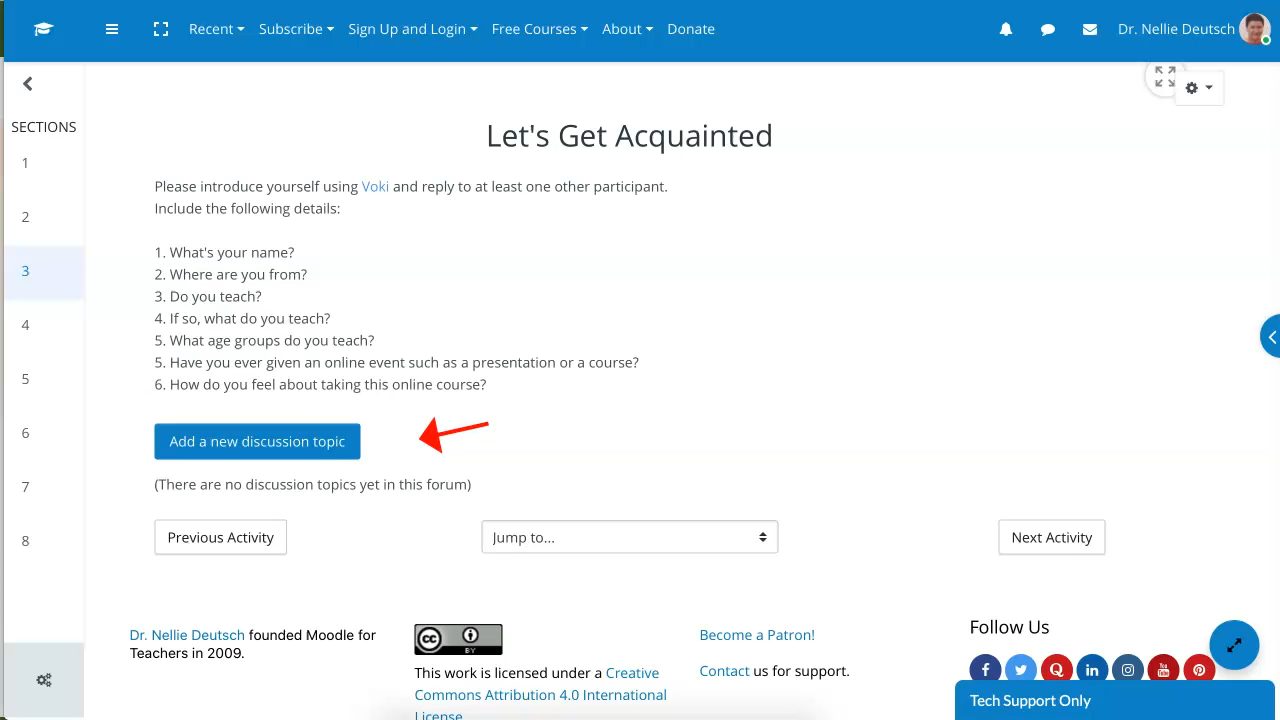 Recent Subscribe Sign Up and Login Free Courses About Donate Dr. Nellie Deutsch
SECTIONS
1
2
3
4
5
6
7
8
Let's Get Acquainted
Please introduce yourself using Voki and reply to at least one other participant.
Include the following details:
1. What's your name?
2. Where are you from?
3. Do you teach?
4. If so, what do you teach?
5. What age groups do you teach?
5. Have you ever given an online event such as a presentation or a course?
6. How do you feel about taking this online course?
Add a new discussion topic
(There are no discussion topics yet in this forum)
Previous Activity Jump to... Next Activity
Dr. Nellie Deutsch founded Moodle for
Teachers in 2009.
cc BY
This work is licensed under a Creative
Commons Attribution 4.0 International
License
Become a Patron!
Contact us for support.
Follow Us
Tech Support Only